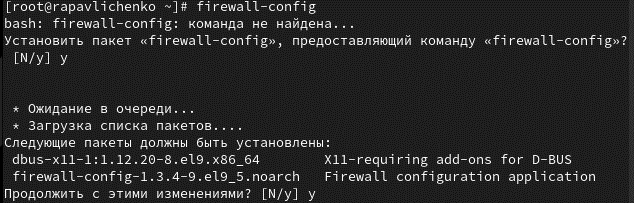 [root@rapavlichenko ~]# firewall-config
bash: firewall-config: команда не найдена...
Установить пакет «firewall-config», предоставляющий команду «firewall-config»?
[N/y] y
* Ожидание в очереди...
* Загрузка списка пакетов....
Следующие пакеты должны быть установлены:
dbus-x11-1:1.12.20-8.el9.x86_64 X11-requiring add-ons for D-BUS
firewall-config-1.3.4-9.el9_5.noarch Firewall configuration application
Продолжить с этими изменениями? [N/y] y